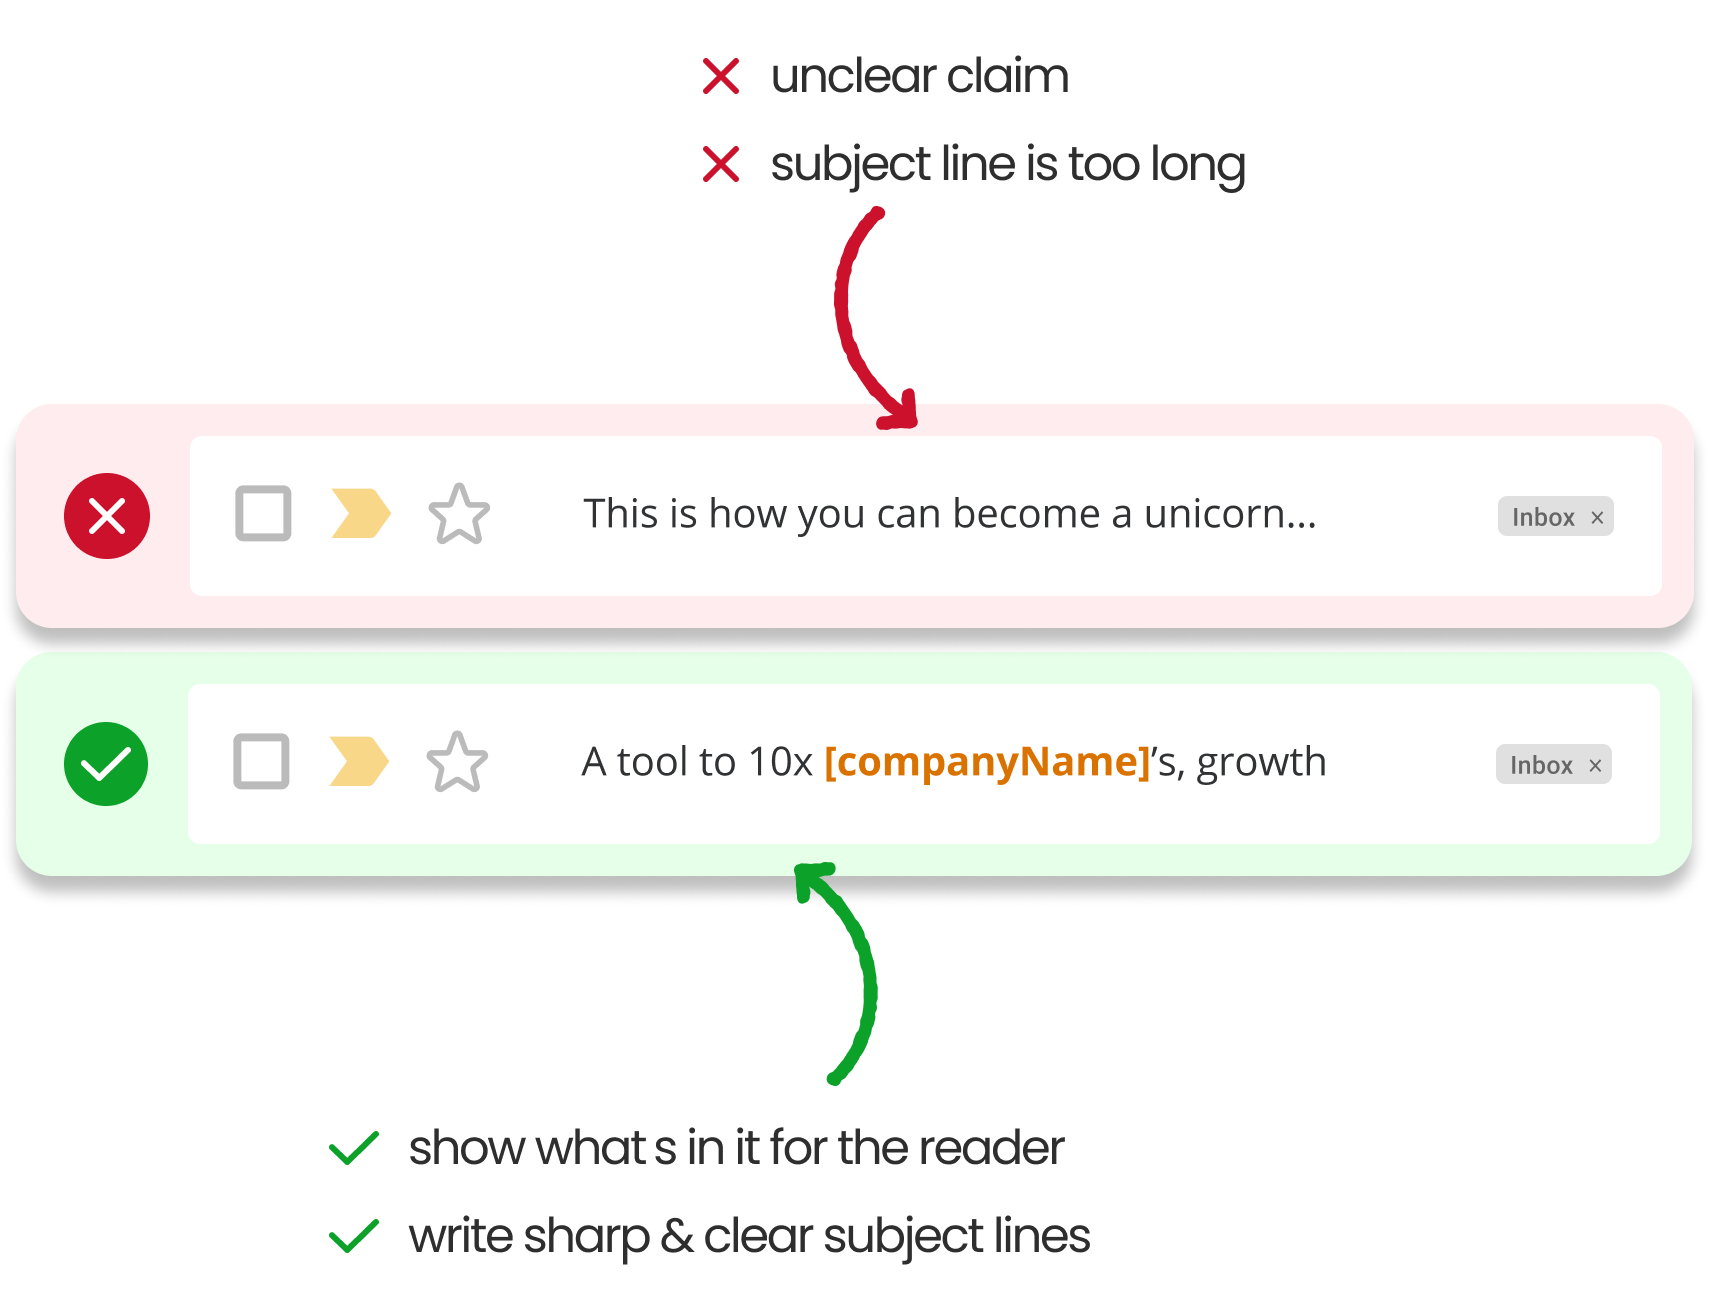 unclear claim
subject line is too long
This is how you can become a unicorn...
Inbox ×
A tool to 10x [companyName]’s, growth
Inbox ×
show what s in it for the reader
write sharp & clear subject lines